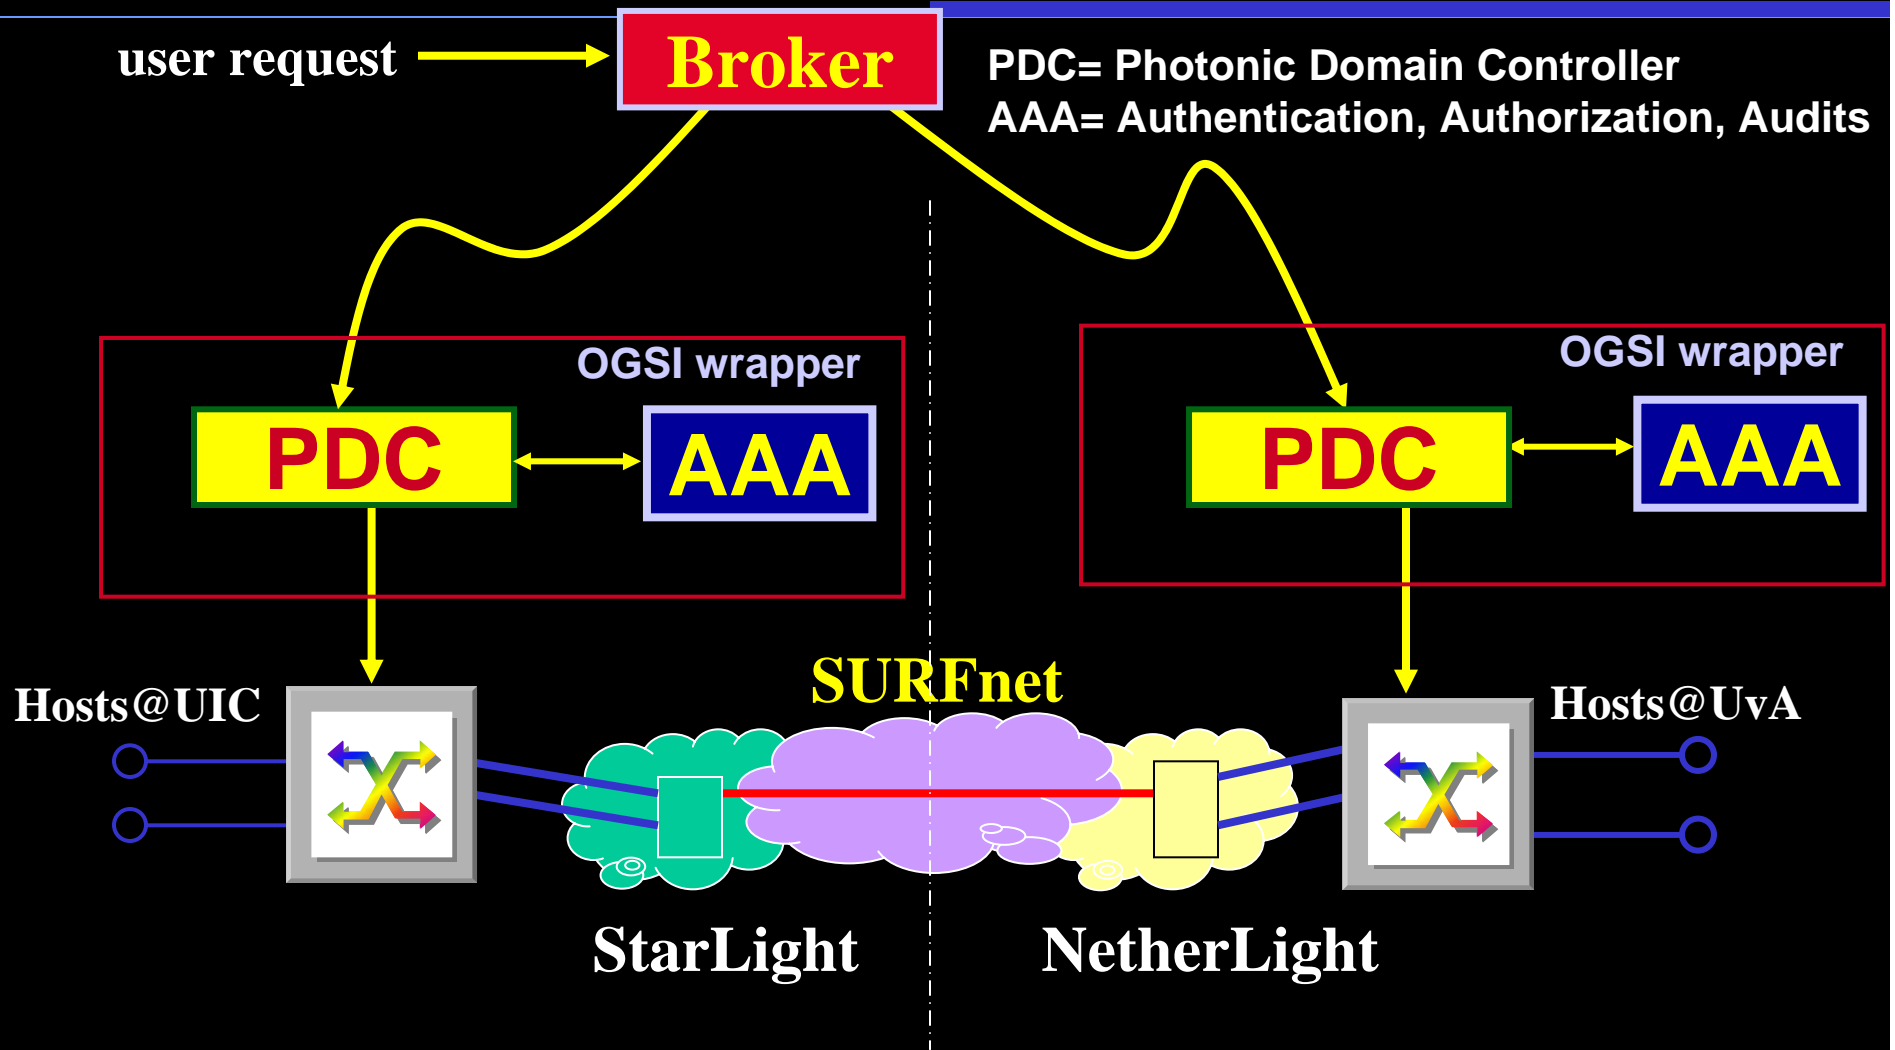 user request
Broker
PDC= Photonic Domain Controller
AAA= Authentication, Authorization, Audits
OGSI wrapper
PDC
AAA
OGSI wrapper
PDC
AAA
SURFnet
Hosts@UIC
Hosts@UvA
StarLight
NetherLight